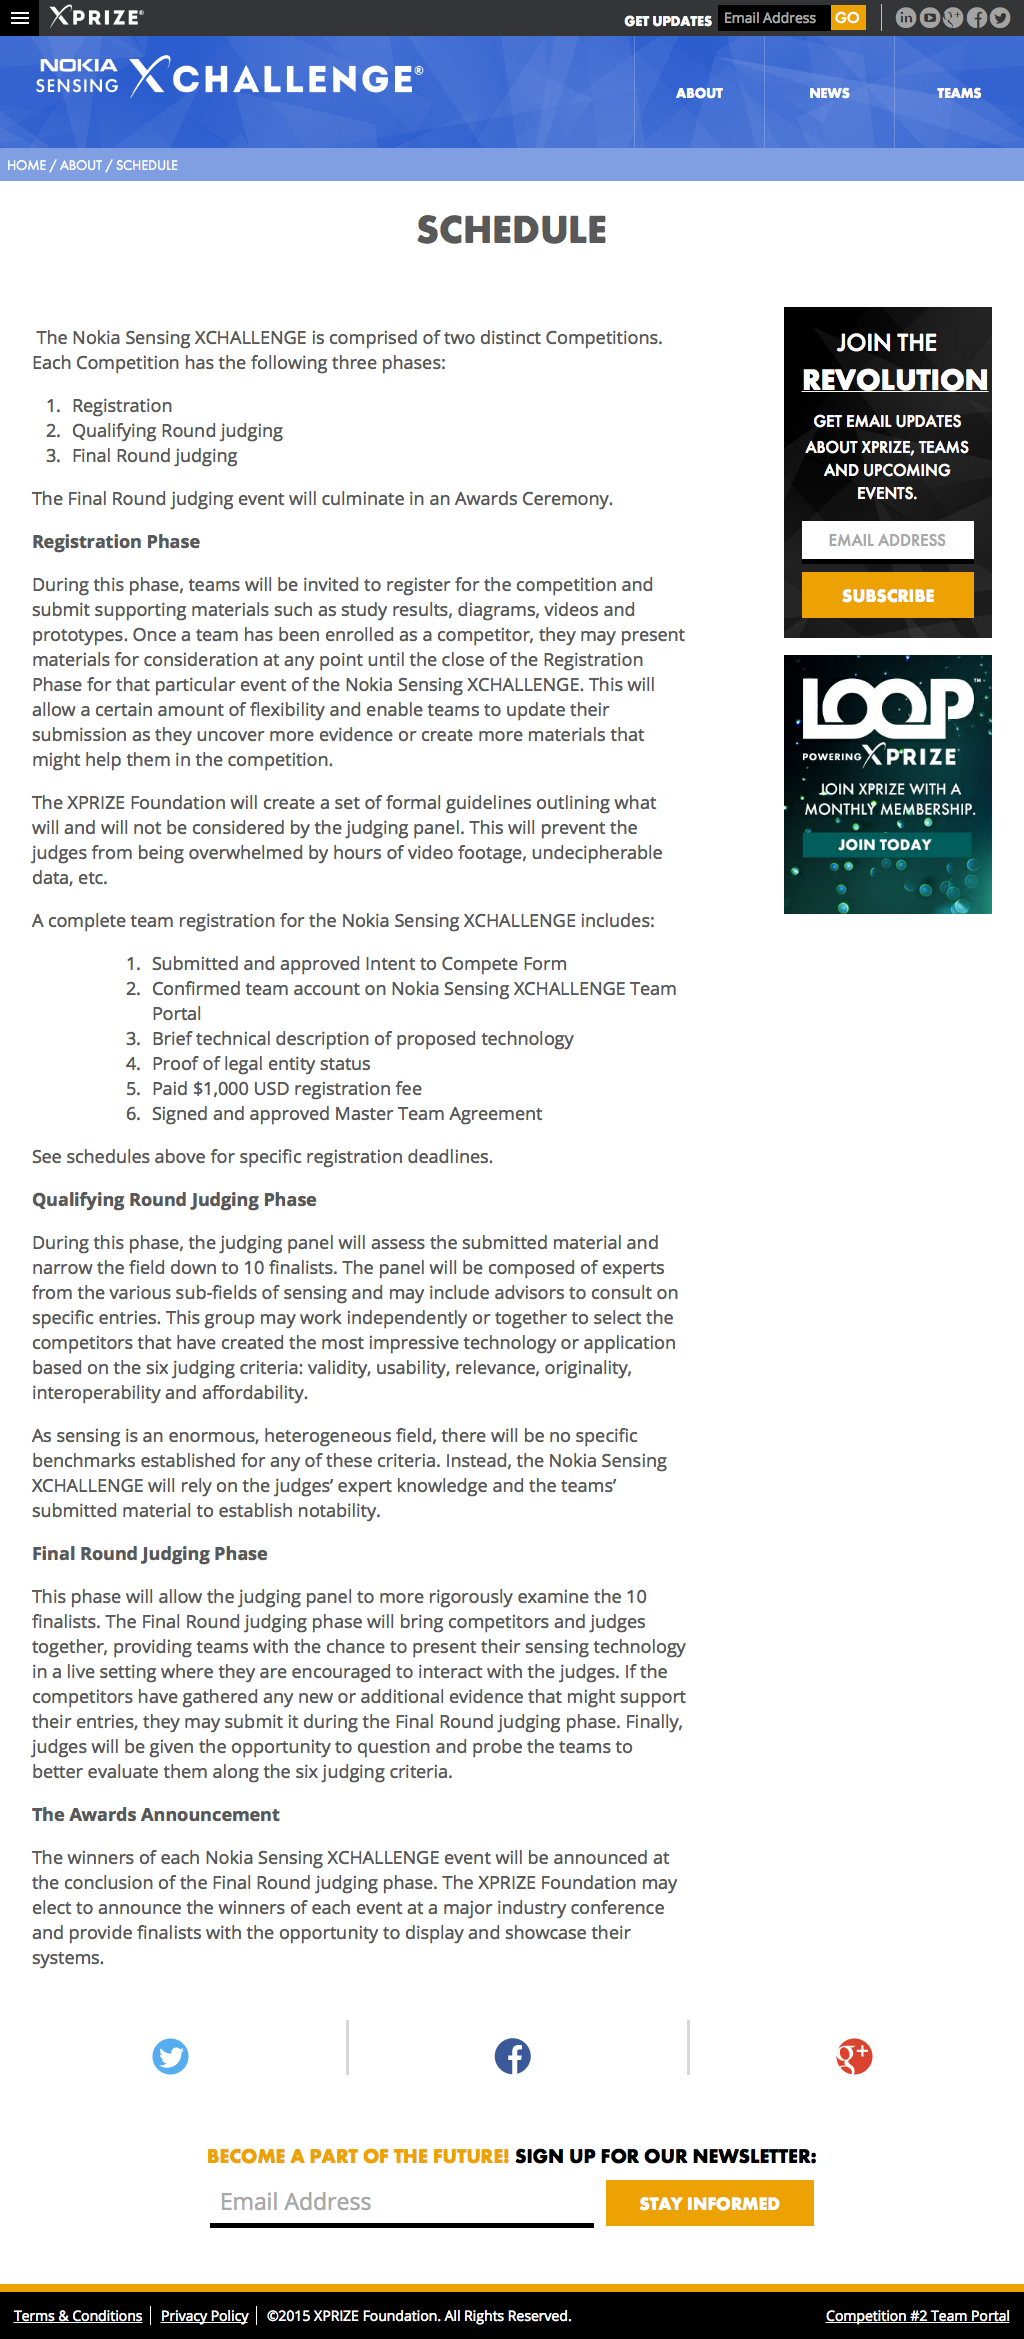 XPRIZE®
GET UPDATES Email Address GO
NOKIA
SENSING XCHALLENGE®
ABOUT NEWS TEAMS
HOME / ABOUT / SCHEDULE
SCHEDULE
The Nokia Sensing XCHALLENGE is comprised of two distinct Competitions.
Each Competition has the following three phases:
1. Registration
2. Qualifying Round judging
3. Final Round judging
The Final Round judging event will culminate in an Awards Ceremony.
Registration Phase
During this phase, teams will be invited to register for the competition and
submit supporting materials such as study results, diagrams, videos and
prototypes. Once a team has been enrolled as a competitor, they may present
materials for consideration at any point until the close of the Registration
Phase for that particular event of the Nokia Sensing XCHALLENGE. This will
allow a certain amount of flexibility and enable teams to update their
submission as they uncover more evidence or create more materials that
might help them in the competition.
The XPRIZE Foundation will create a set of formal guidelines outlining what
will and will not be considered by the judging panel. This will prevent the
judges from being overwhelmed by hours of video footage, undecipherable
data, etc.
A complete team registration for the Nokia Sensing XCHALLENGE includes:
1. Submitted and approved Intent to Compete Form
2. Confirmed team account on Nokia Sensing XCHALLENGE Team
Portal
3. Brief technical description of proposed technology
4. Proof of legal entity status
5. Paid $1,000 USD registration fee
6. Signed and approved Master Team Agreement
See schedules above for specific registration deadlines.
Qualifying Round Judging Phase
During this phase, the judging panel will assess the submitted material and
narrow the field down to 10 finalists. The panel will be composed of experts
from the various sub-fields of sensing and may include advisors to consult on
specific entries. This group may work independently or together to select the
competitors that have created the most impressive technology or application
based on the six judging criteria: validity, usability, relevance, originality,
interoperability and affordability.
As sensing is an enormous, heterogeneous field, there will be no specific
benchmarks established for any of these criteria. Instead, the Nokia Sensing
XCHALLENGE will rely on the judges’ expert knowledge and the teams’
submitted material to establish notability.
Final Round Judging Phase
This phase will allow the judging panel to more rigorously examine the 10
finalists. The Final Round judging phase will bring competitors and judges
together, providing teams with the chance to present their sensing technology
in a live setting where they are encouraged to interact with the judges. If the
competitors have gathered any new or additional evidence that might support
their entries, they may submit it during the Final Round judging phase. Finally,
judges will be given the opportunity to question and probe the teams to
better evaluate them along the six judging criteria.
The Awards Announcement
The winners of each Nokia Sensing XCHALLENGE event will be announced at
the conclusion of the Final Round judging phase. The XPRIZE Foundation may
elect to announce the winners of each event at a major industry conference
and provide finalists with the opportunity to display and showcase their
systems.
JOIN THE
REVOLUTION
GET EMAIL UPDATES
ABOUT XPRIZE, TEAMS
AND UPCOMING
EVENTS.
EMAIL ADDRESS
SUBSCRIBE
LOOP™
POWERING XPRIZE
JOIN XPRIZE WITH A
MONTHLY MEMBERSHIP.
JOIN TODAY
BECOME A PART OF THE FUTURE! SIGN UP FOR OUR NEWSLETTER:
Email Address STAY INFORMED
Terms & Conditions | Privacy Policy | ©2015 XPRIZE Foundation. All Rights Reserved. Competition #2 Team Portal